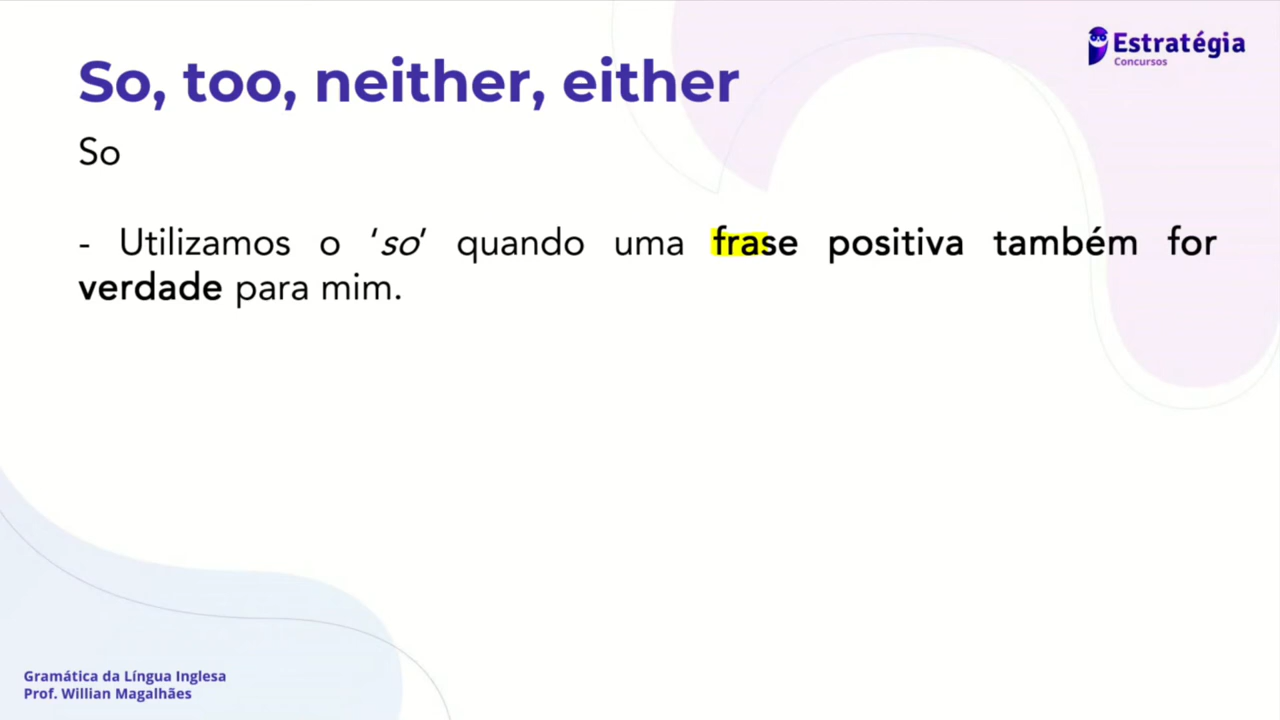 Estratégia
Concursos
So, too, neither, either
So
- Utilizamos o ‘so’ quando uma frase positiva também for
verdade para mim.
Gramática da Língua Inglesa
Prof. Willian Magalhães